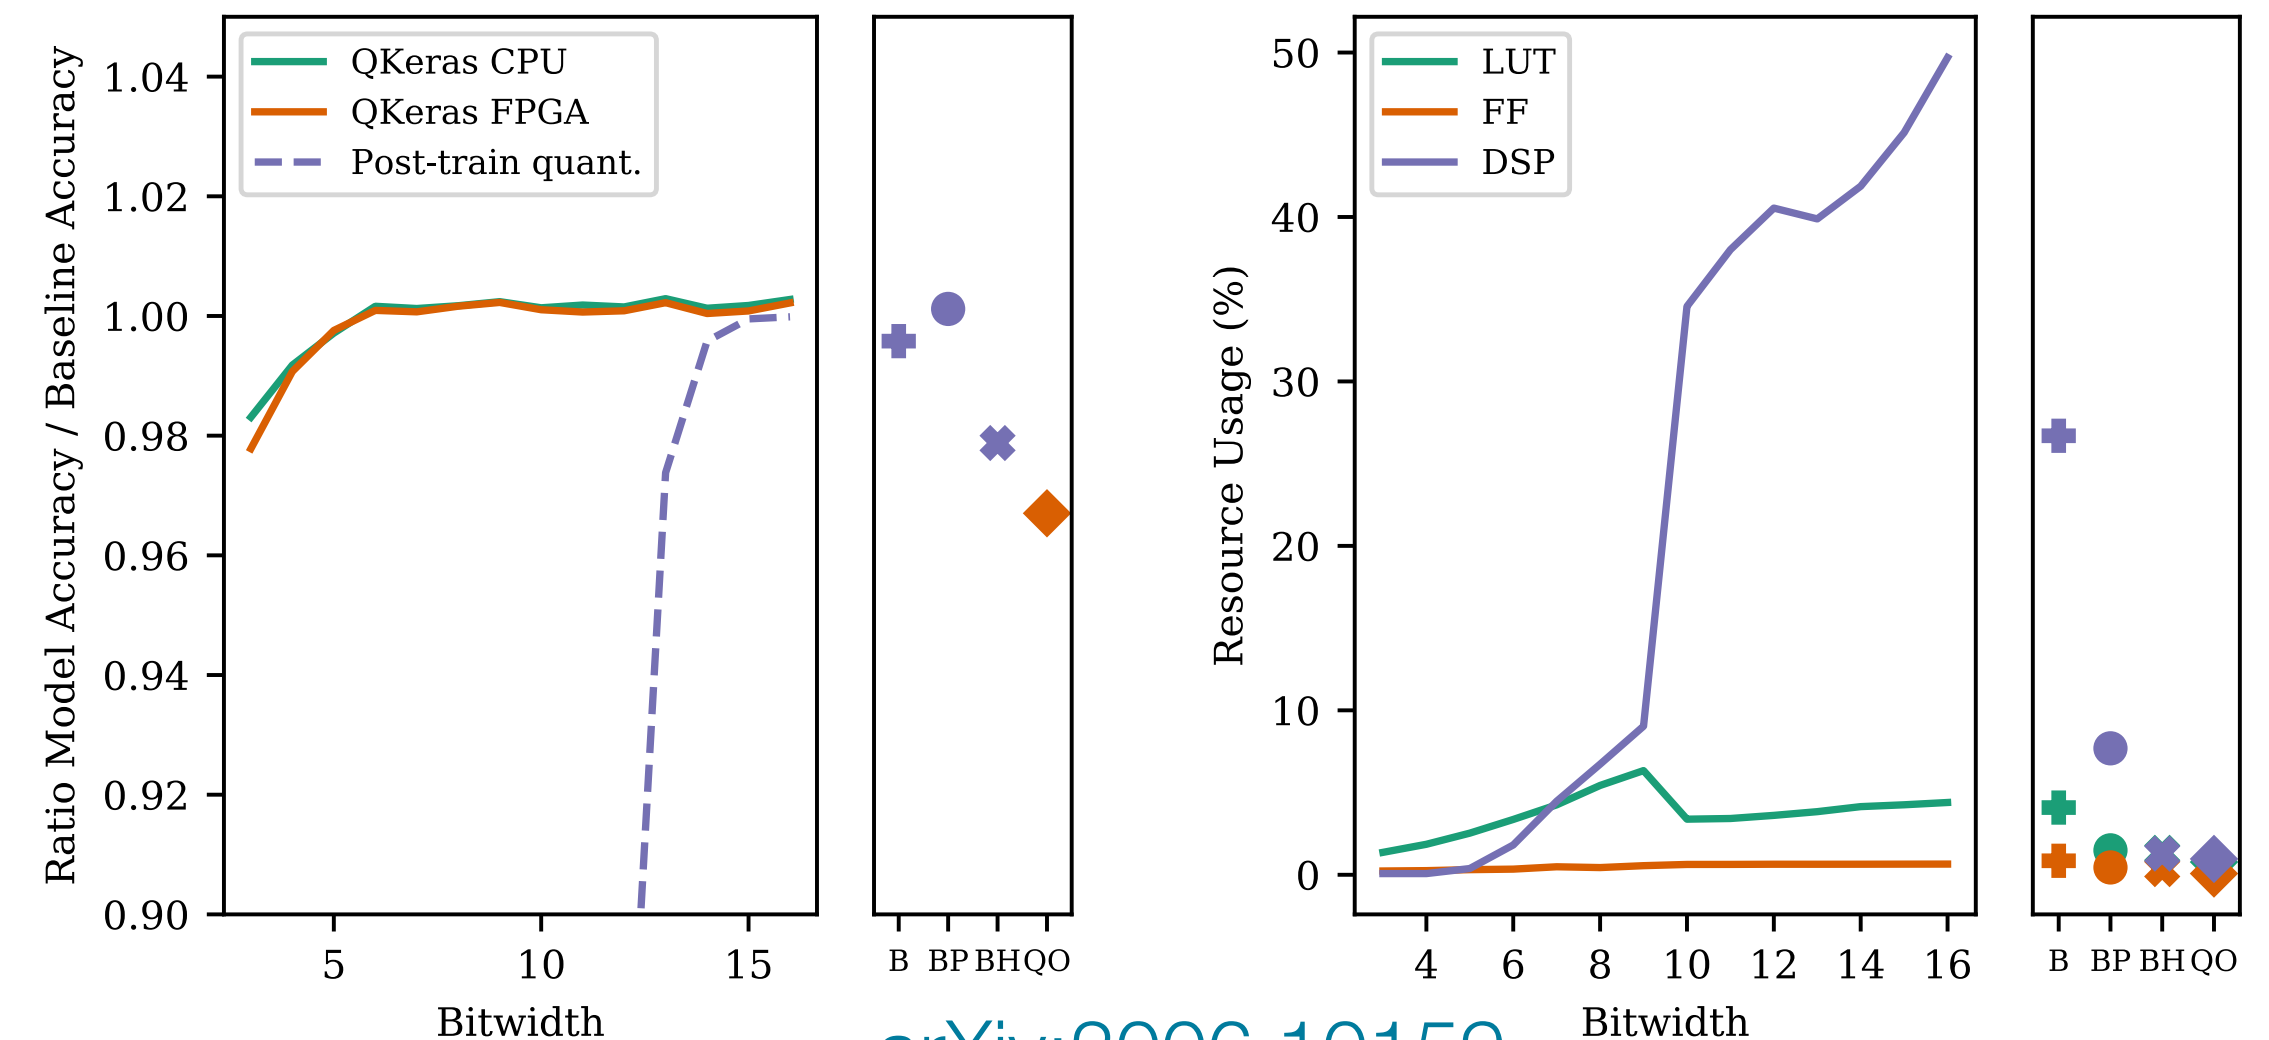 Ratio Model Accuracy / Baseline Accuracy
1.04
1.02
1.00
0.98
0.96
0.94
0.92
0.90
QKeras CPU
QKeras FPGA
Post-train quant.
5 10 15
Bitwidth
B BP BH QO
Resource Usage (%)
50
40
30
20
10
0
LUT
FF
DSP
4 6 8 10 12 14 16
Bitwidth
B BP BH QO